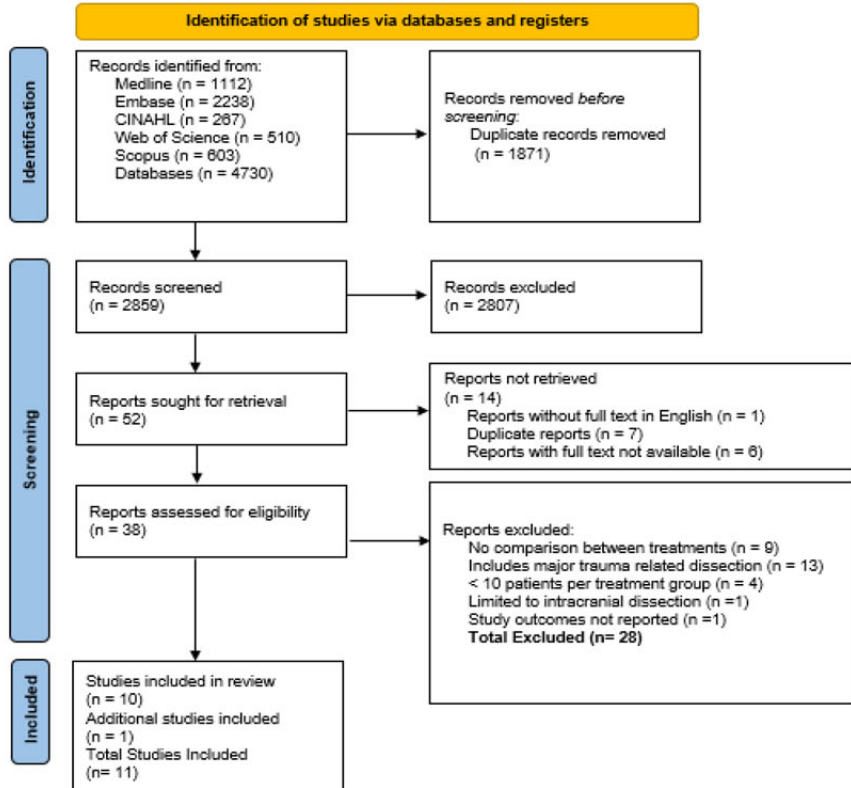 Identification of studies via databases and registers
Identification
Records identified from:
Medline (n = 1112)
Embase (n = 2238)
CINAHL (n = 267)
Web of Science (n = 510)
Scopus (n = 603)
Databases (n = 4730)
Records removed before
screening:
Duplicate records removed
(n = 1871)
Screening
Records screened
(n = 2859)
Records excluded
(n = 2807)
Reports sought for retrieval
(n = 52)
Reports not retrieved
(n = 14)
Reports without full text in English (n = 1)
Duplicate reports (n = 7)
Reports with full text not available (n = 6)
Reports assessed for eligibility
(n = 38)
Reports excluded:
No comparison between treatments (n = 9)
Includes major trauma related dissection (n = 13)
< 10 patients per treatment group (n = 4)
Limited to intracranial dissection (n =1)
Study outcomes not reported (n =1)
Total Excluded (n= 28)
Included
Studies included in review
(n = 10)
Additional studies included
(n = 1)
Total Studies Included
(n= 11)